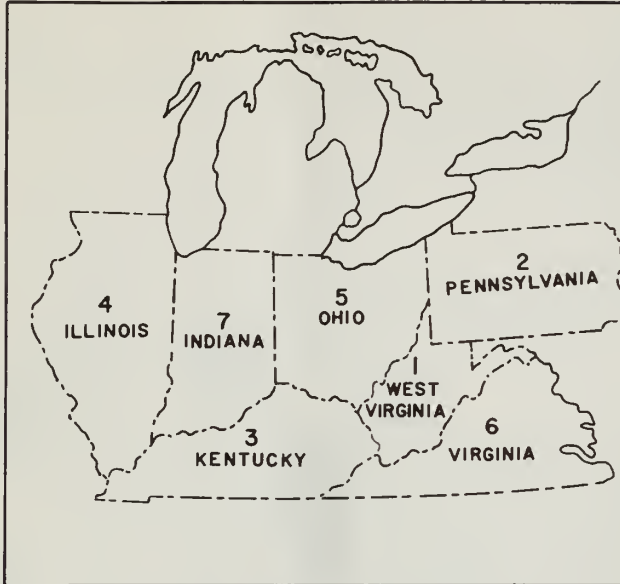 2
PENNSYLVANIA
4
ILLINOIS
7
INDIANA
5
OHIO
1
WEST
VIRGINIA
3
KENTUCKY
6
VIRGINIA